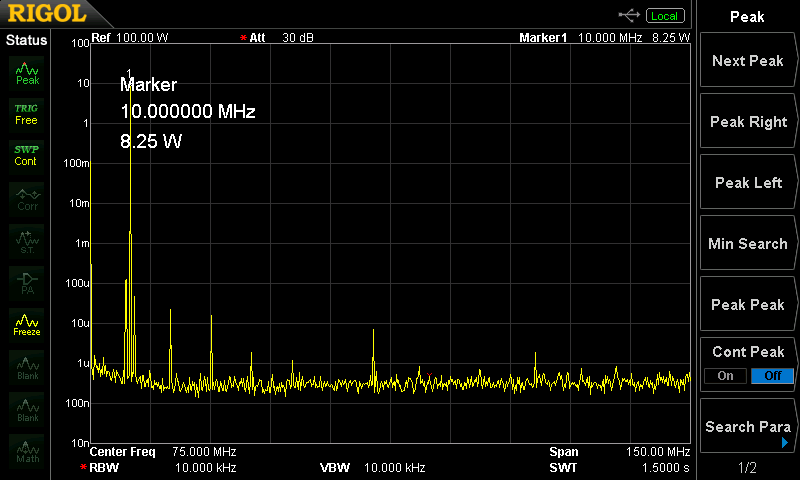 RIGOL
Local
Peak
Status
Ref 100.00 W
Att 30 dB
Marker1 10.000 MHz 8.25 W
Peak
TRIG
Free
SWP
Cont
Corr
S.T.
PA
Freeze
Blank
Blank
Math
100
10
1
100m
10m
1m
100u
10u
1u
100n
10n
1
Marker
10.000000 MHz
8.25 W
Center Freq 75.000 MHz
Span 150.00 MHz
RBW 10.000 kHz
VBW 10.000 kHz
SWT 1.5000 s
Next Peak
Peak Right
Peak Left
Min Search
Peak Peak
Cont Peak
On Off
Search Para
1/2